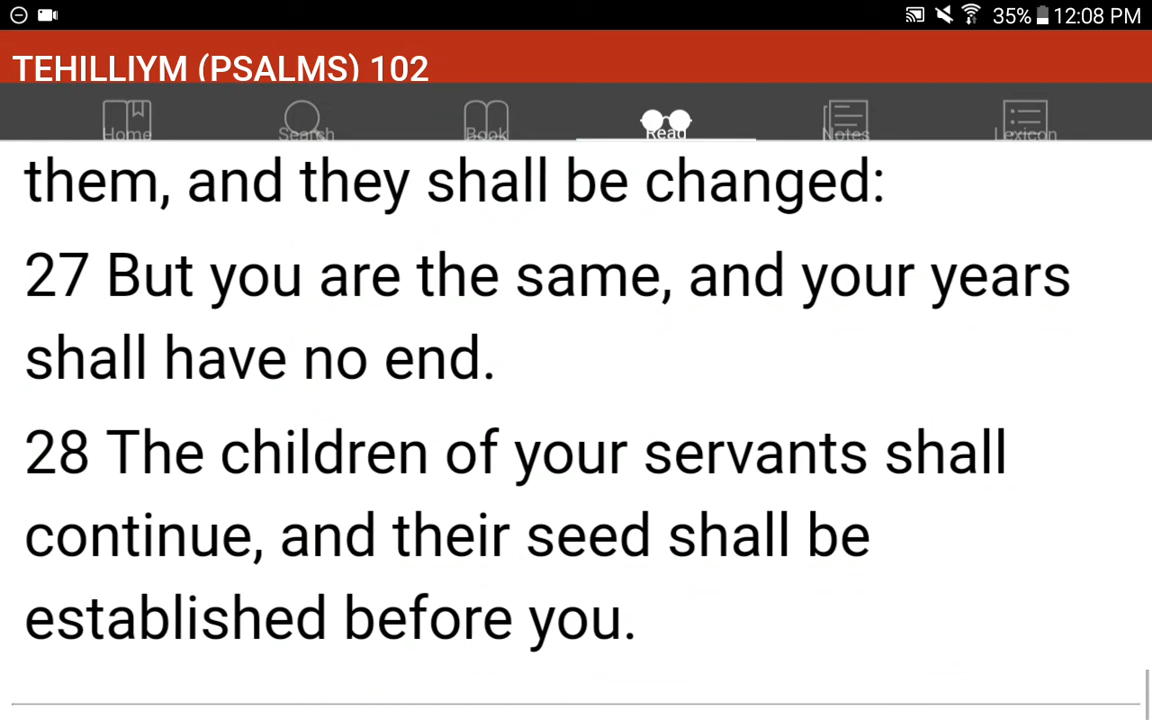 35% 12:08 PM
TEHILLIYM (PSALMS) 102
Home Search Book Read Notes Lexicon
them, and they shall be changed:
27 But you are the same, and your years
shall have no end.
28 The children of your servants shall
continue, and their seed shall be
established before you.